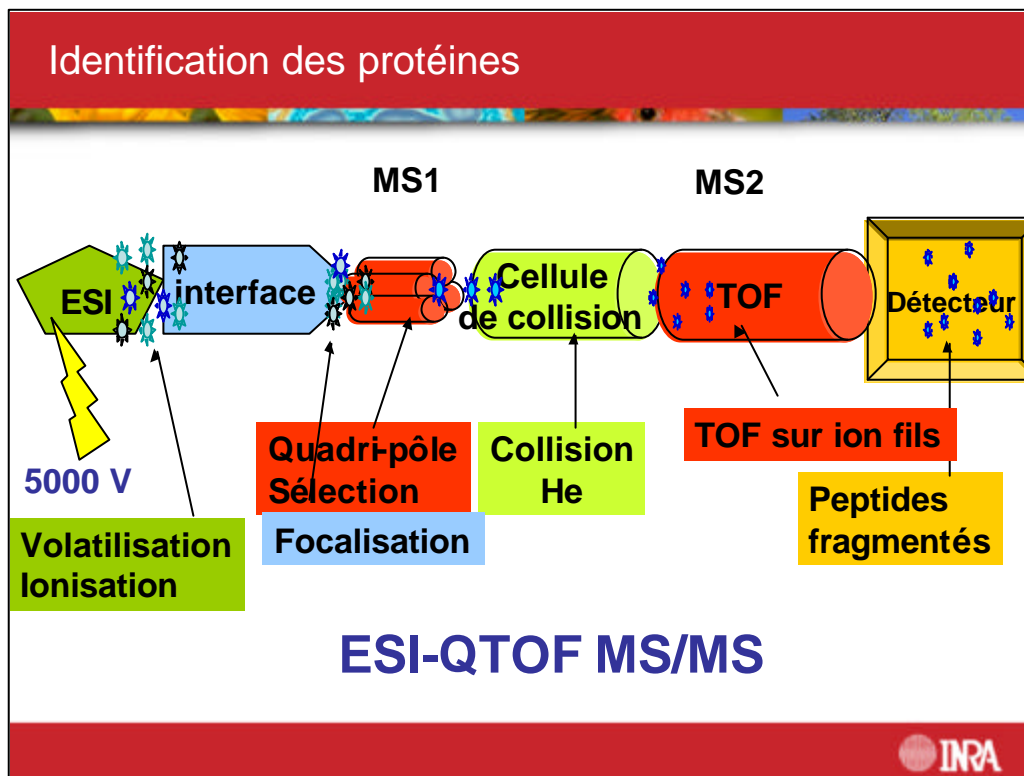 Identification des protéines
MS1
MS2
ESI
interface
Cellule
de collision
TOF
Détecteur
5000 V
Quadri-pôle
Sélection
Collision
He
TOF sur ion fils
Volatilisation
Ionisation
Focalisation
Peptides
fragmentés
ESI-QTOF MS/MS
INRA